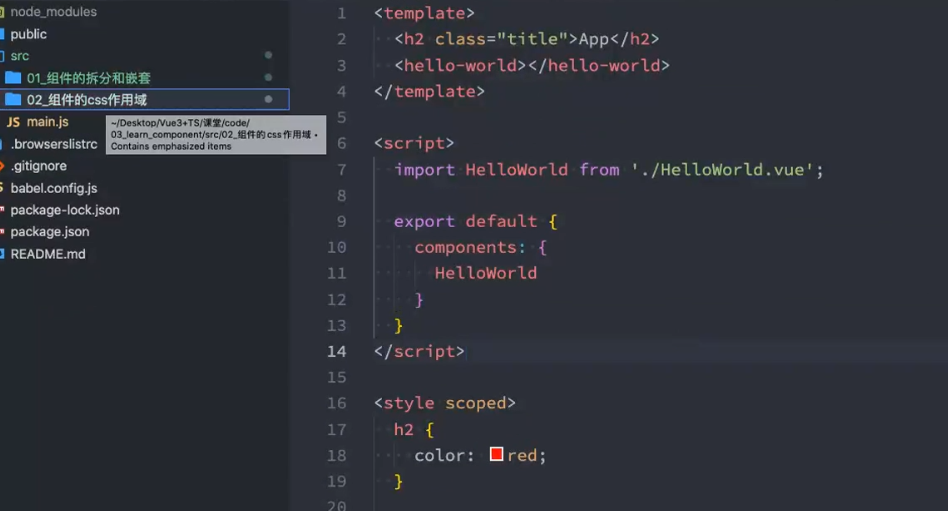 node_modules
public
src
01_组件的拆分和嵌套
02_组件的css作用域
JS main.js
~/Desktop/Vue3+TS/课堂/code/
03_learn_component/src/02_组件的css作用域 •
Contains emphasized items
.browserslistrc
.gitignore
babel.config.js
package-lock.json
package.json
README.md
1 <template>
2 <h2 class="title">App</h2>
3 <hello-world></hello-world>
4 </template>
5
6 <script>
7 import HelloWorld from './HelloWorld.vue';
8
9 export default {
10 components: {
11 HelloWorld
12 }
13 }
14 </script>
15
16 <style scoped>
17 h2 {
18 color: red;
19 }
20